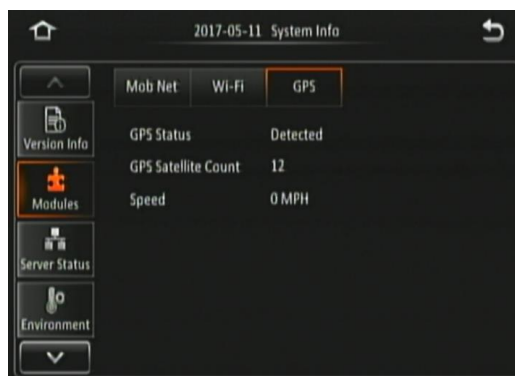 2017-05-11 System Info
Mob Net Wi-Fi GPS
Version Info
Modules
Server Status
Environment
GPS Status Detected
GPS Satellite Count 12
Speed 0 MPH